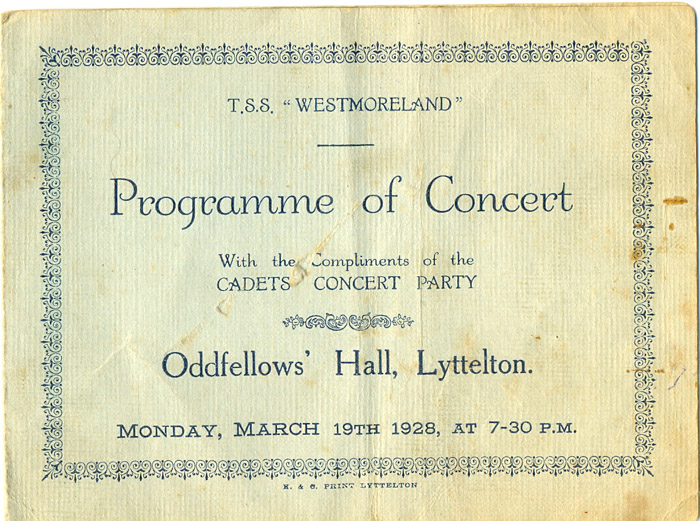 T.S.S. "WESTMORELAND"
Programme of Concert
With the Compliments of the
CADETS CONCERT PARTY
Oddfellows' Hall, Lyttelton.
MONDAY, MARCH 19TH 1928, AT 7-30 P.M.
PRINT LYTTELTON